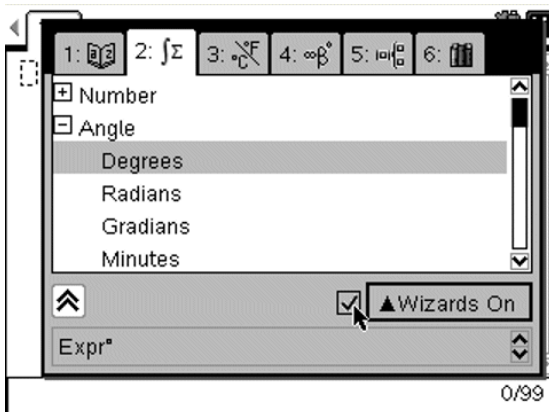 1: 2: ∫Σ 3: °C°F 4: ∞β° 5: 6:
Number
Angle
Degrees
Radians
Gradians
Minutes
▲Wizards On
Expr°
0/99